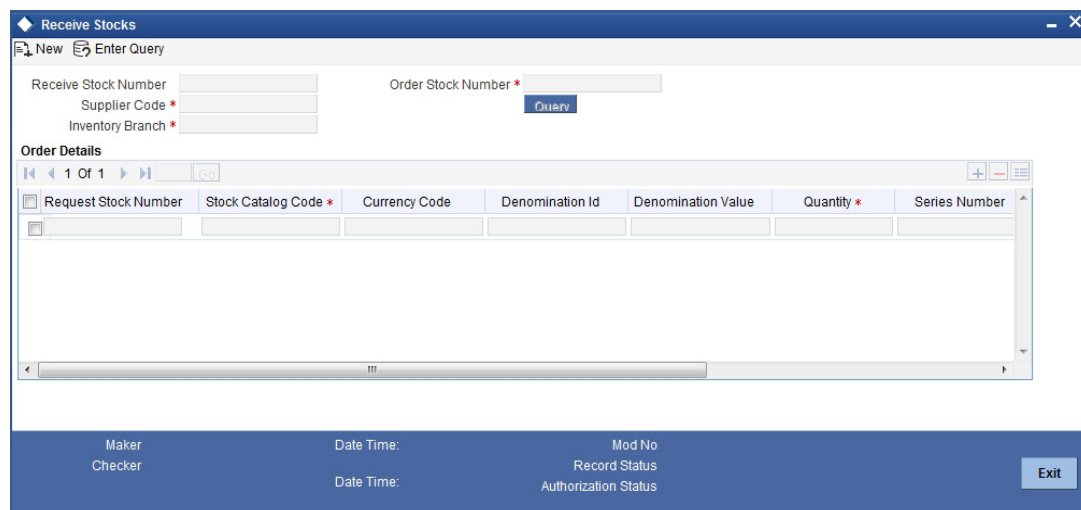 Receive Stocks
New Enter Query
Receive Stock Number
Order Stock Number *
Supplier Code *
Query
Inventory Branch *
Order Details
1 Of 1 Go
Request Stock Number Stock Catalog Code * Currency Code Denomination Id Denomination Value Quantity * Series Number
Maker Date Time: Mod No
Checker Record Status
Date Time: Authorization Status
Exit